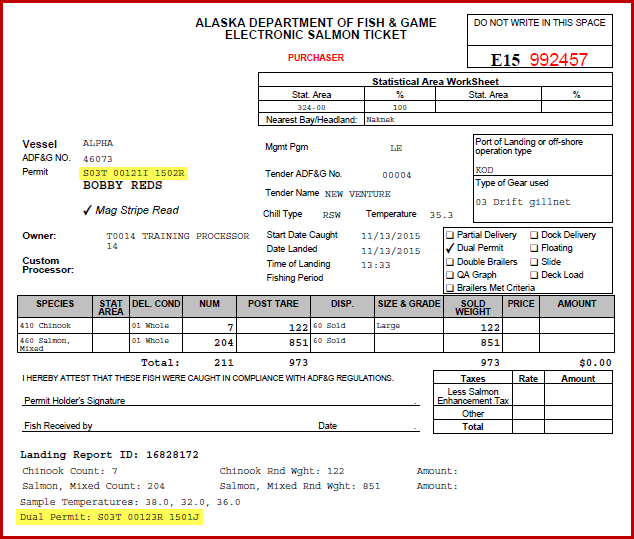 ALASKA DEPARTMENT OF FISH & GAME
ELECTRONIC SALMON TICKET
DO NOT WRITE IN THIS SPACE
PURCHASER
E15 992457
Statistical Area WorkSheet
Stat. Area % Stat. Area %
324-00 100
Nearest Bay/Headland: Naknek
Vessel ALPHA
ADF&G NO. 46073
Permit S03T 00121I 1502R
BOBBY REDS
✓ Mag Stripe Read
Mgmt Pgm LE
Tender ADF&G No. 00004
Tender Name NEW VENTURE
Chill Type RSW Temperature 35.3
Port of Landing or off-shore
operation type
KOD
Type of Gear used
03 Drift gillnet
Owner: T0014 TRAINING PROCESSOR
14
Custom
Processor:
Start Date Caught 11/13/2015
Date Landed 11/13/2015
Time of Landing 13:33
Fishing Period
❑ Partial Delivery ❑ Dock Delivery
✓ Dual Permit ❑ Floating
❑ Double Brailers ❑ Slide
❑ QA Graph ❑ Deck Load
❑ Brailers Met Criteria
SPECIES STAT AREA DEL. COND NUM POST TARE DISP. SIZE & GRADE SOLD WEIGHT PRICE AMOUNT
410 Chinook 01 Whole 7 122 60 Sold Large 122
460 Salmon, Mixed 01 Whole 204 851 60 Sold 851
Total: 211 973 973 $0.00
I HEREBY ATTEST THAT THESE FISH WERE CAUGHT IN COMPLIANCE WITH ADF&G REGULATIONS.
Permit Holder's Signature .
Fish Received by Date .
Taxes Rate Amount
Less Salmon
Enhancement Tax
Other
Total
Landing Report ID: 16828172
Chinook Count: 7 Chinook Rnd Wght: 122 Amount:
Salmon, Mixed Count: 204 Salmon, Mixed Rnd Wght: 851 Amount:
Sample Temperatures: 38.0, 32.0, 36.0
Dual Permit: S03T 00123R 1501J